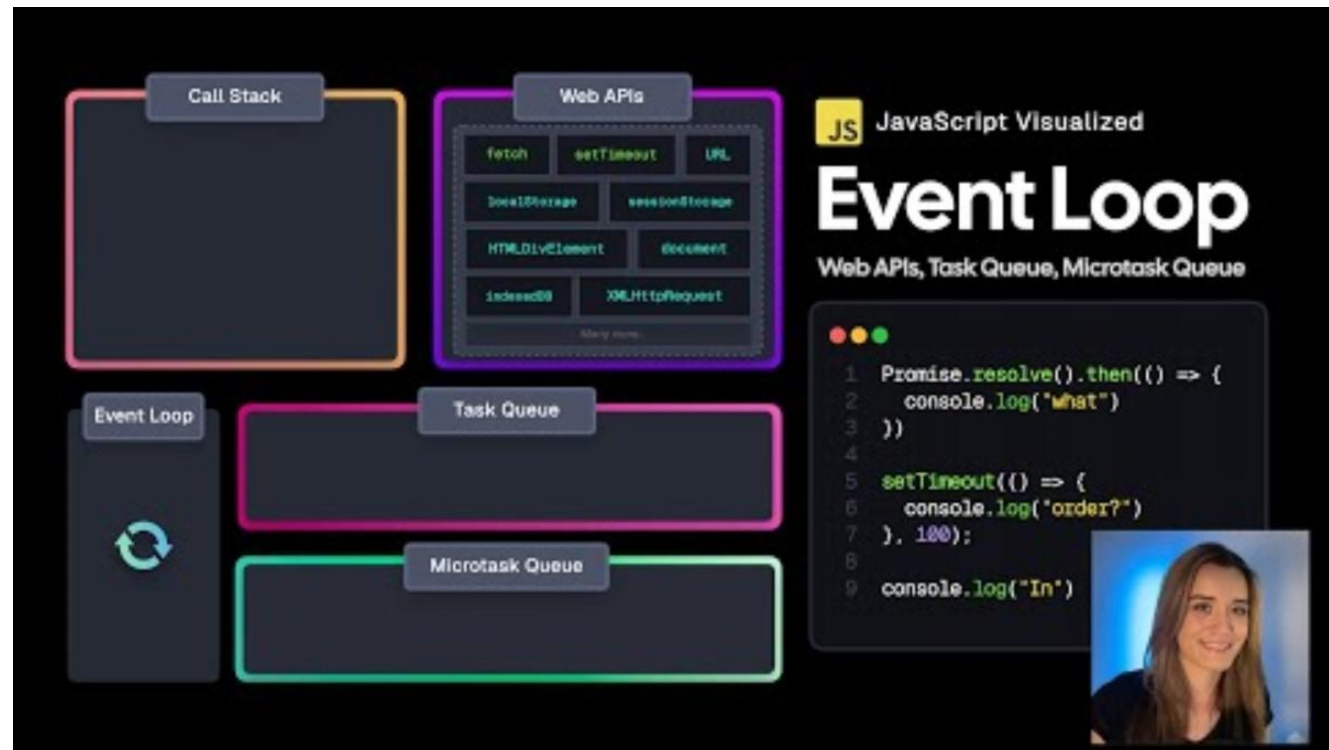 Call Stack
Web APIs
fetch setTimeout URL
localStorage sessionStorage
HTMLDivElement document
indexedDB XMLHttpRequest
Many more...
Event Loop
Task Queue
Microtask Queue
JS JavaScript Visualized
Event Loop
Web APIs, Task Queue, Microtask Queue
1 Promise.resolve().then(() => {
2 console.log("what")
3 })
4
5 setTimeout(() => {
6 console.log("order?")
7 }, 100);
8
9 console.log("In")